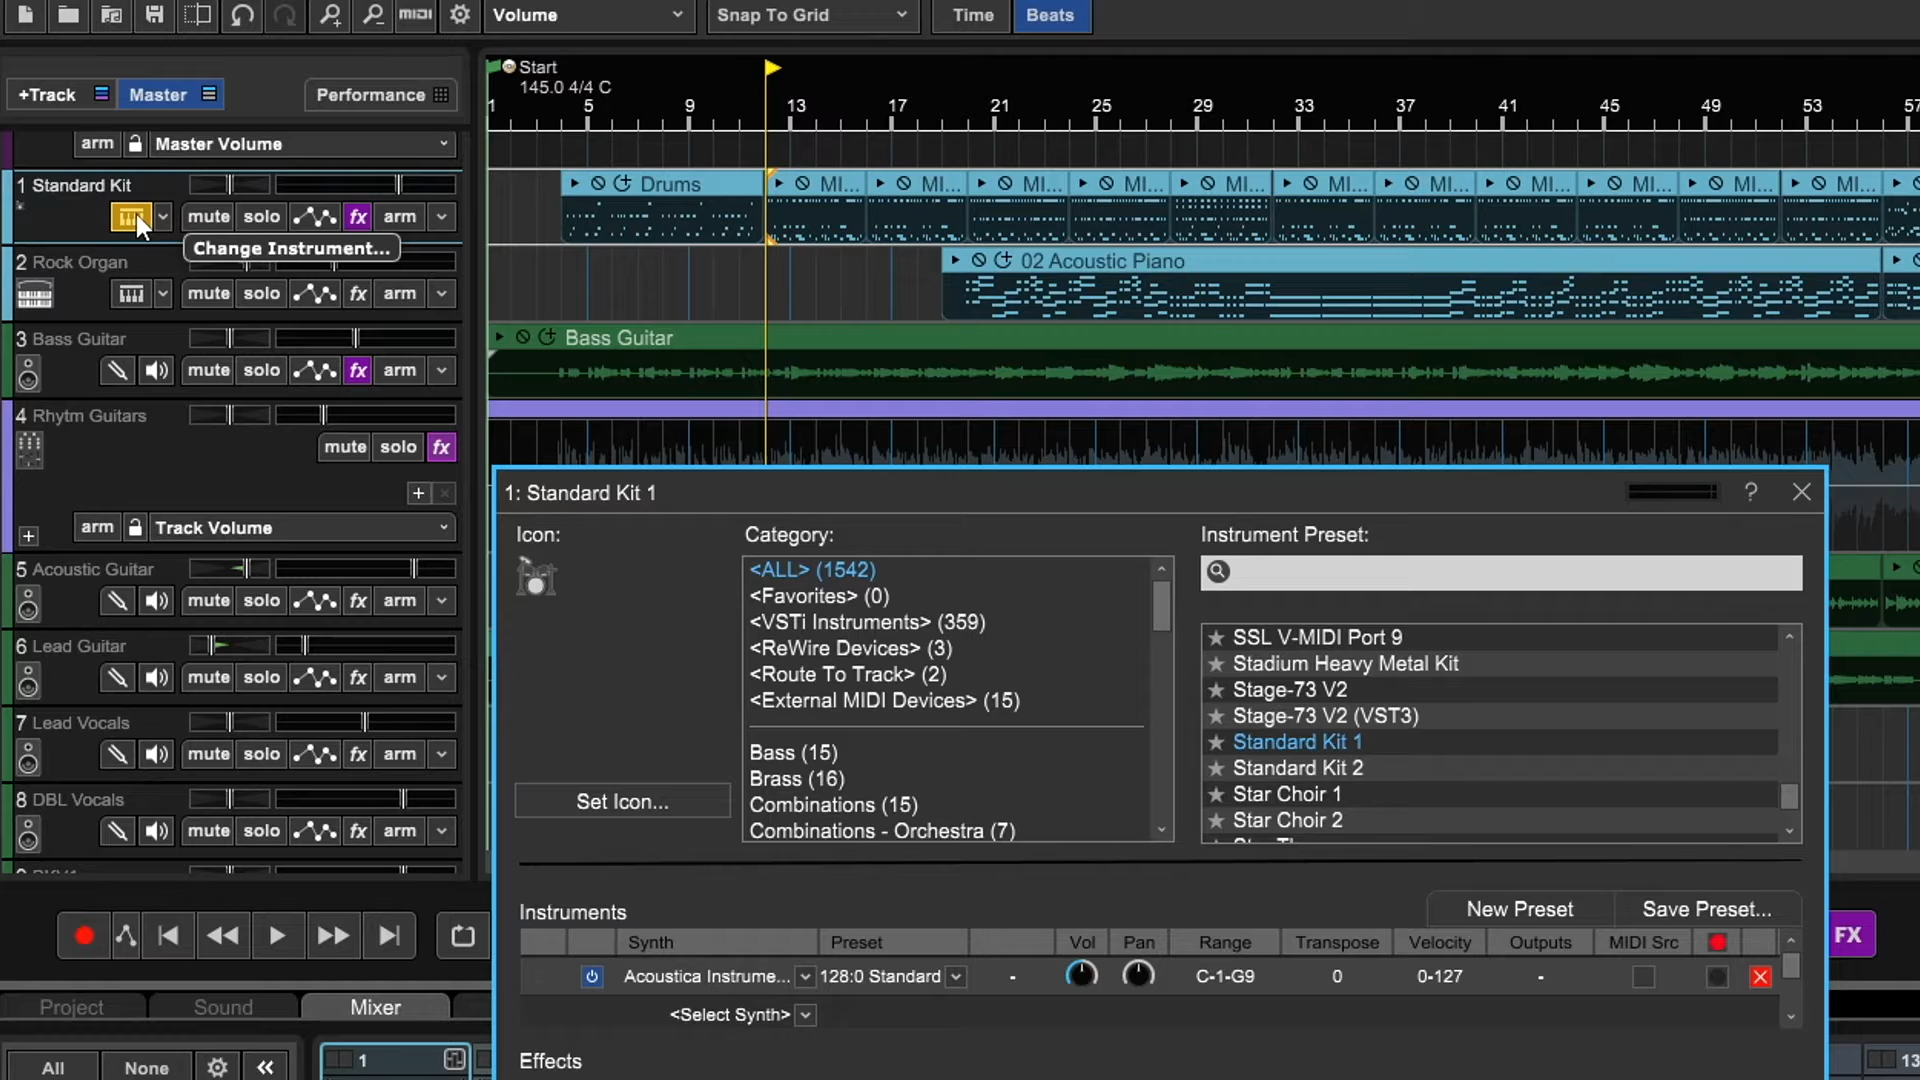 midi
Volume
Snap To Grid
Time
Beats
+Track
Master
Performance
Start
145.0 4/4 C
1 5 9 13 17 21 25 29 33 37 41 45 49 53 57
arm
Master Volume
1 Standard Kit
mute solo fx arm
Change Instrument...
Drums
MI... MI... MI... MI... MI... MI... MI... MI... MI... MI...
2 Rock Organ
mute solo fx arm
02 Acoustic Piano
3 Bass Guitar
mute solo fx arm
Bass Guitar
4 Rhytm Guitars
mute solo fx
arm
Track Volume
5 Acoustic Guitar
mute solo fx arm
6 Lead Guitar
mute solo fx arm
7 Lead Vocals
mute solo fx arm
8 DBL Vocals
mute solo fx arm
1: Standard Kit 1
?
Icon:
Set Icon...
Category:
<ALL> (1542)
<Favorites> (0)
<VSTi Instruments> (359)
<ReWire Devices> (3)
<Route To Track> (2)
<External MIDI Devices> (15)
Bass (15)
Brass (16)
Combinations (15)
Combinations - Orchestra (7)
Instrument Preset:
SSL V-MIDI Port 9
Stadium Heavy Metal Kit
Stage-73 V2
Stage-73 V2 (VST3)
Standard Kit 1
Standard Kit 2
Star Choir 1
Star Choir 2
Instruments
New Preset
Save Preset...
Synth Preset Vol Pan Range Transpose Velocity Outputs MIDI Src
Acoustica Instrume... 128:0 Standard - C-1-G9 0 0-127 -
<Select Synth>
Effects
FX
Project
Sound
Mixer
All
None
1
13